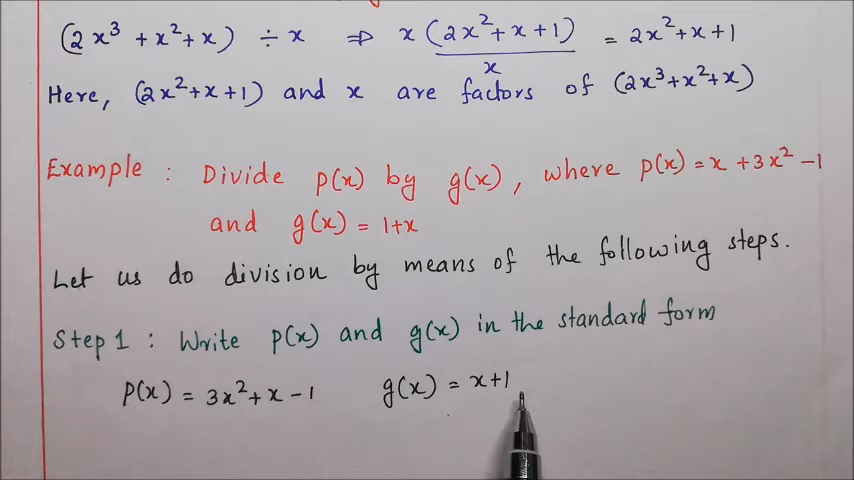 (2x³ + x² + x) ÷ x ⇒ x(2x² + x + 1)/x = 2x² + x + 1
Here, (2x² + x + 1) and x are factors of (2x³ + x² + x)
Example : Divide p(x) by g(x), where p(x) = x + 3x² - 1
and g(x) = 1+x
Let us do division by means of the following steps.
Step 1 : Write p(x) and g(x) in the standard form
P(x) = 3x² + x - 1 g(x) = x+1